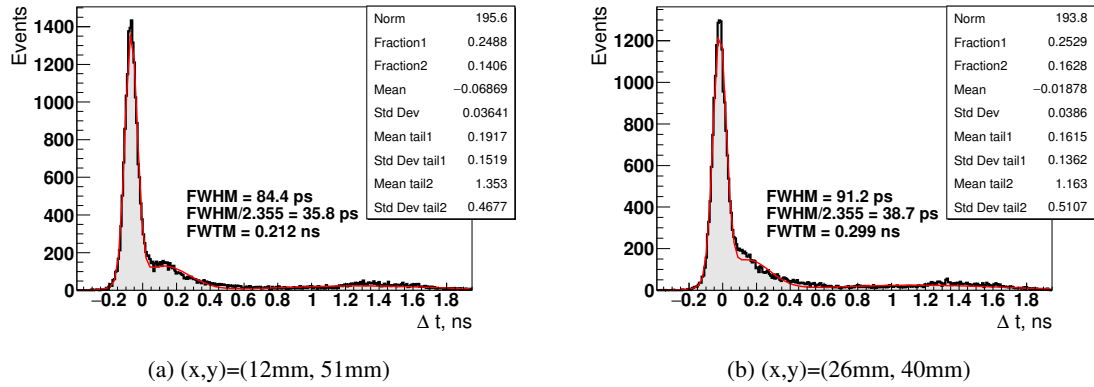 Events
1400
1200
1000
800
600
400
200
0
−0.2 0 0.2 0.4 0.6 0.8 1 1.2 1.4 1.6 1.8
Δ t, ns
Norm 195.6
Fraction1 0.2488
Fraction2 0.1406
Mean −0.06869
Std Dev 0.03641
Mean tail1 0.1917
Std Dev tail1 0.1519
Mean tail2 1.353
Std Dev tail2 0.4677
FWHM = 84.4 ps
FWHM/2.355 = 35.8 ps
FWTM = 0.212 ns
(a) (x,y)=(12mm, 51mm)
Events
1200
1000
800
600
400
200
0
−0.2 0 0.2 0.4 0.6 0.8 1 1.2 1.4 1.6 1.8
Δ t, ns
Norm 193.8
Fraction1 0.2529
Fraction2 0.1628
Mean −0.01878
Std Dev 0.0386
Mean tail1 0.1615
Std Dev tail1 0.1362
Mean tail2 1.163
Std Dev tail2 0.5107
FWHM = 91.2 ps
FWHM/2.355 = 38.7 ps
FWTM = 0.299 ns
(b) (x,y)=(26mm, 40mm)